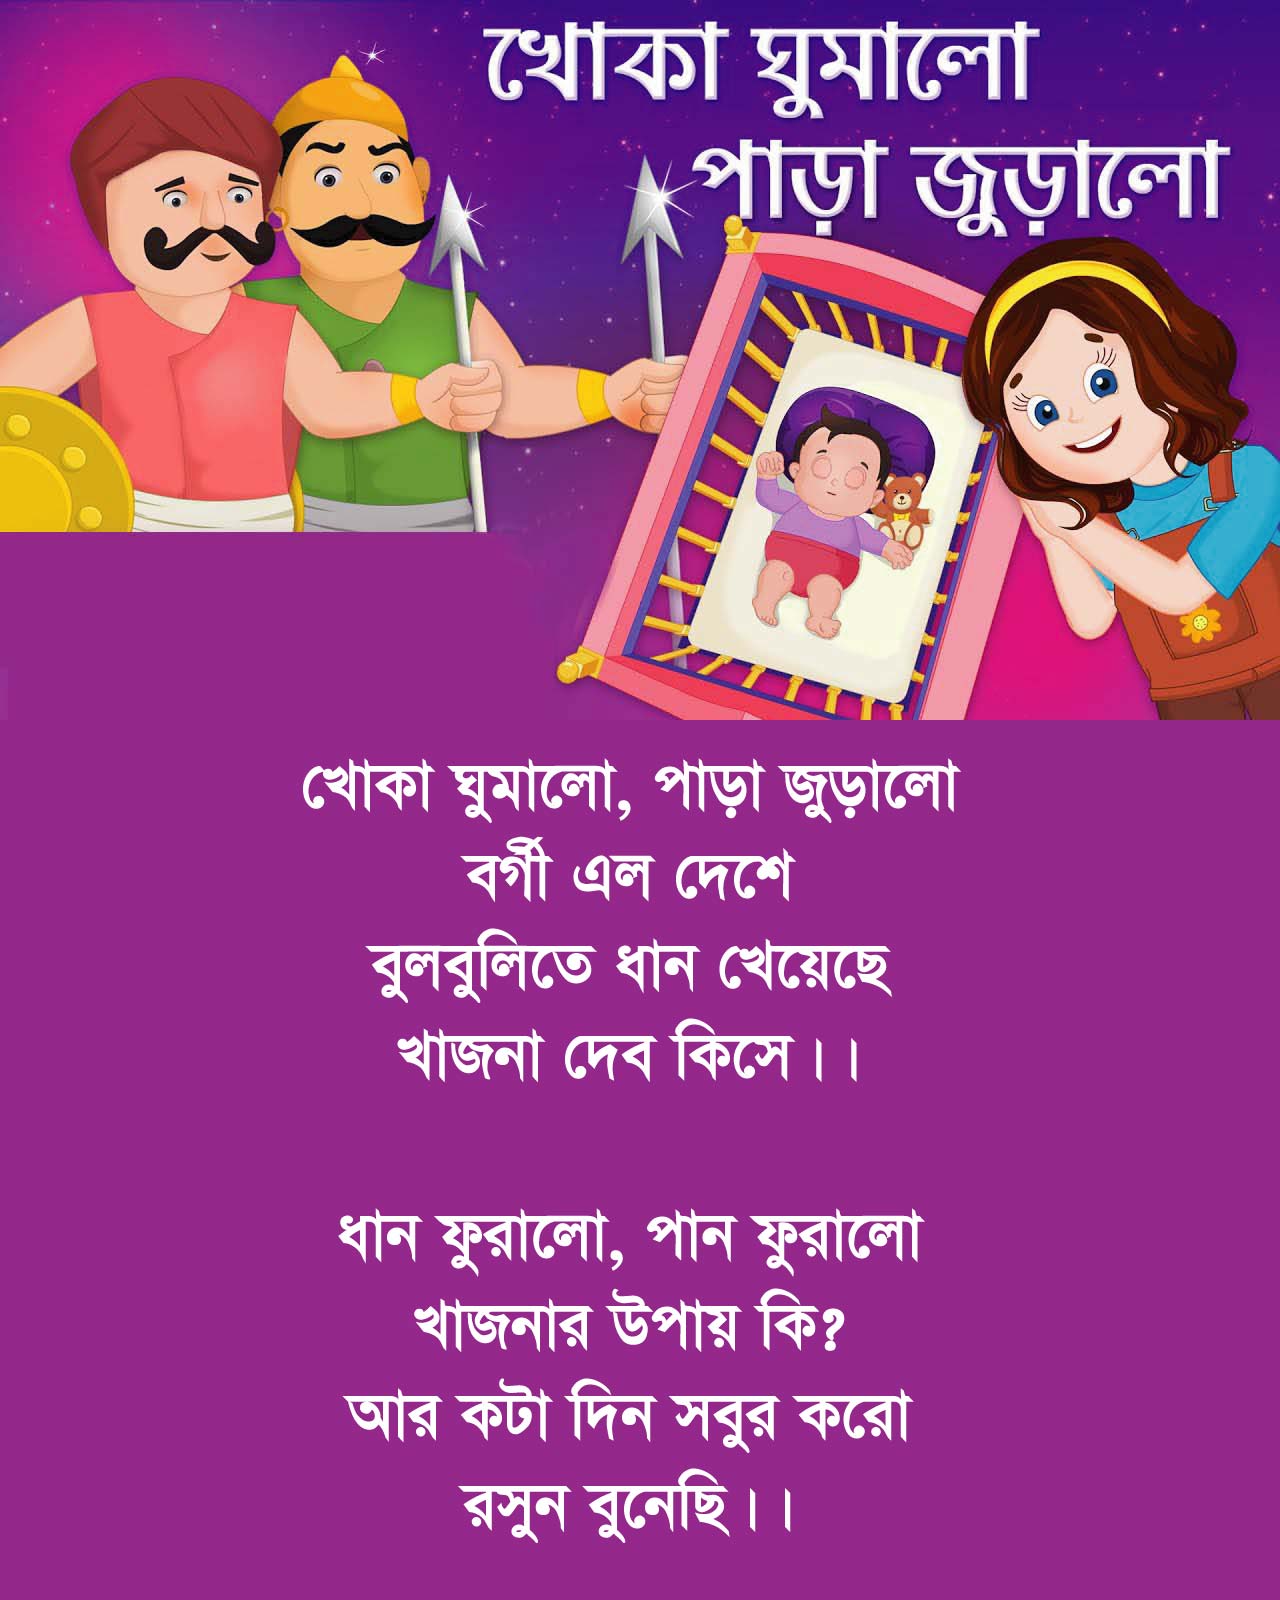 খোকা ঘুমালো
পাড়া জুড়ালো
খোকা ঘুমালো, পাড়া জুড়ালো
বর্গী এল দেশে
বুলবুলিতে ধান খেয়েছে
খাজনা দেব কিসে।।
ধান ফুরালো, পান ফুরালো
খাজনার উপায় কি?
আর কটা দিন সবুর করো
রসুন বুনেছি।।